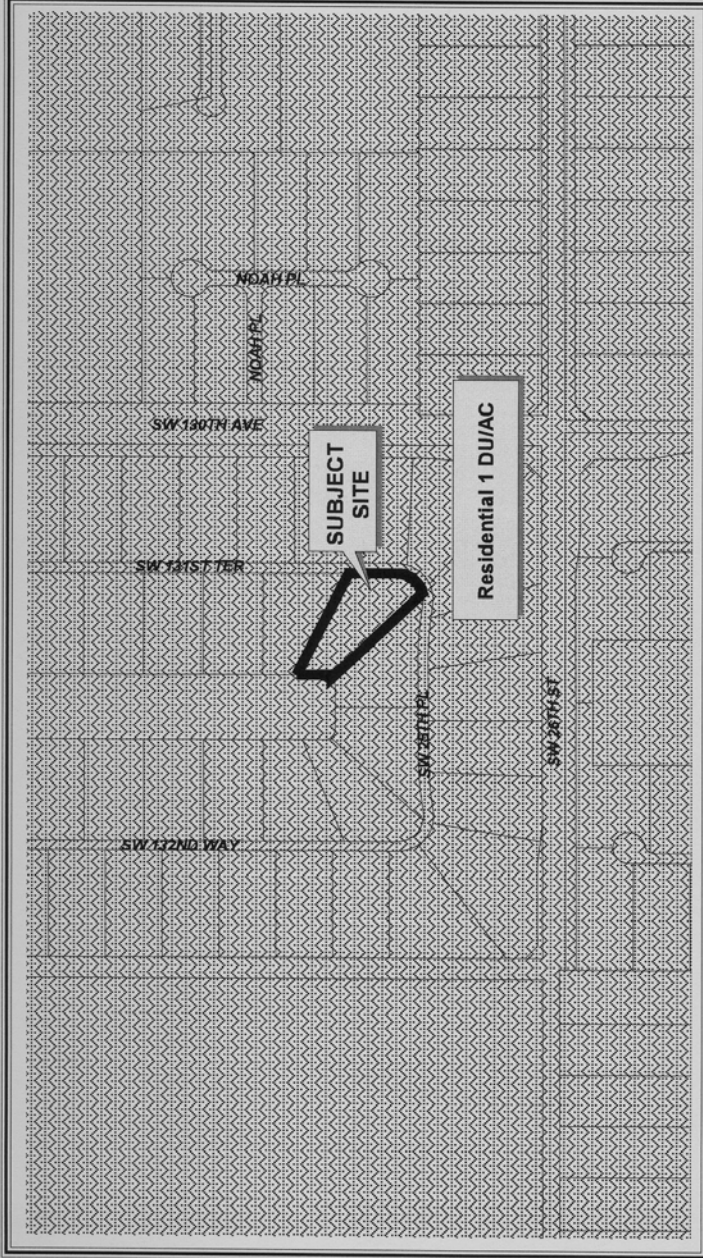 NOAH PL
NOAH PL
SW 130TH AVE
SUBJECT
SITE
Residential 1 DU/AC
SW 131ST TER
SW 25TH PL
SW 26TH ST
SW 132ND WAY